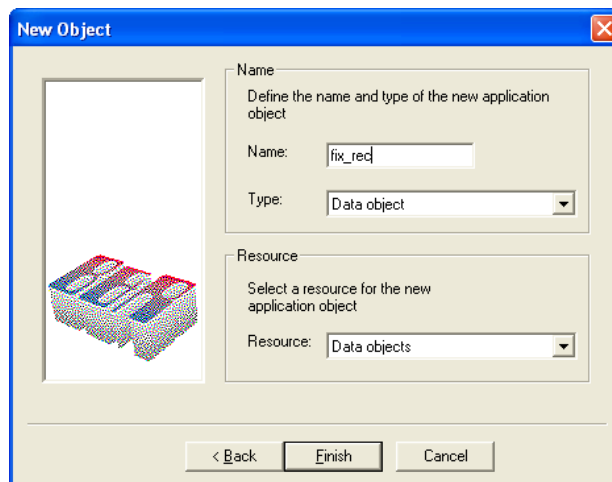 New Object
Name
Define the name and type of the new application
object
Name: fix_rec
Type: Data object
Resource
Select a resource for the new
application object
Resource: Data objects
< Back Finish Cancel